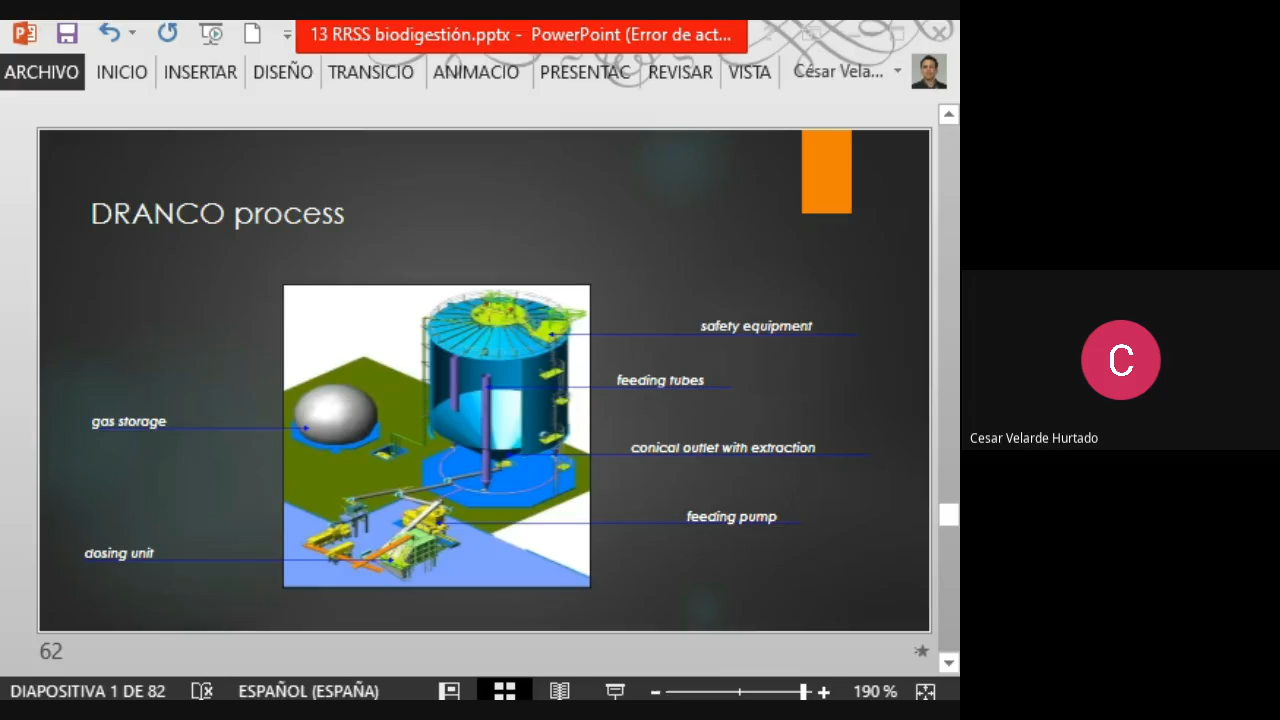 13 RRSS biodigestión.pptx - PowerPoint (Error de act...
ARCHIVO INICIO INSERTAR DISEÑO TRANSICIO ANIMACIO PRESENTAC REVISAR VISTA César Vela...
DRANCO process
safety equipment
feeding tubes
gas storage
conical outlet with extraction
feeding pump
dosing unit
62
DIAPOSITIVA 1 DE 82 ESPAÑOL (ESPAÑA) 190 %
C
Cesar Velarde Hurtado